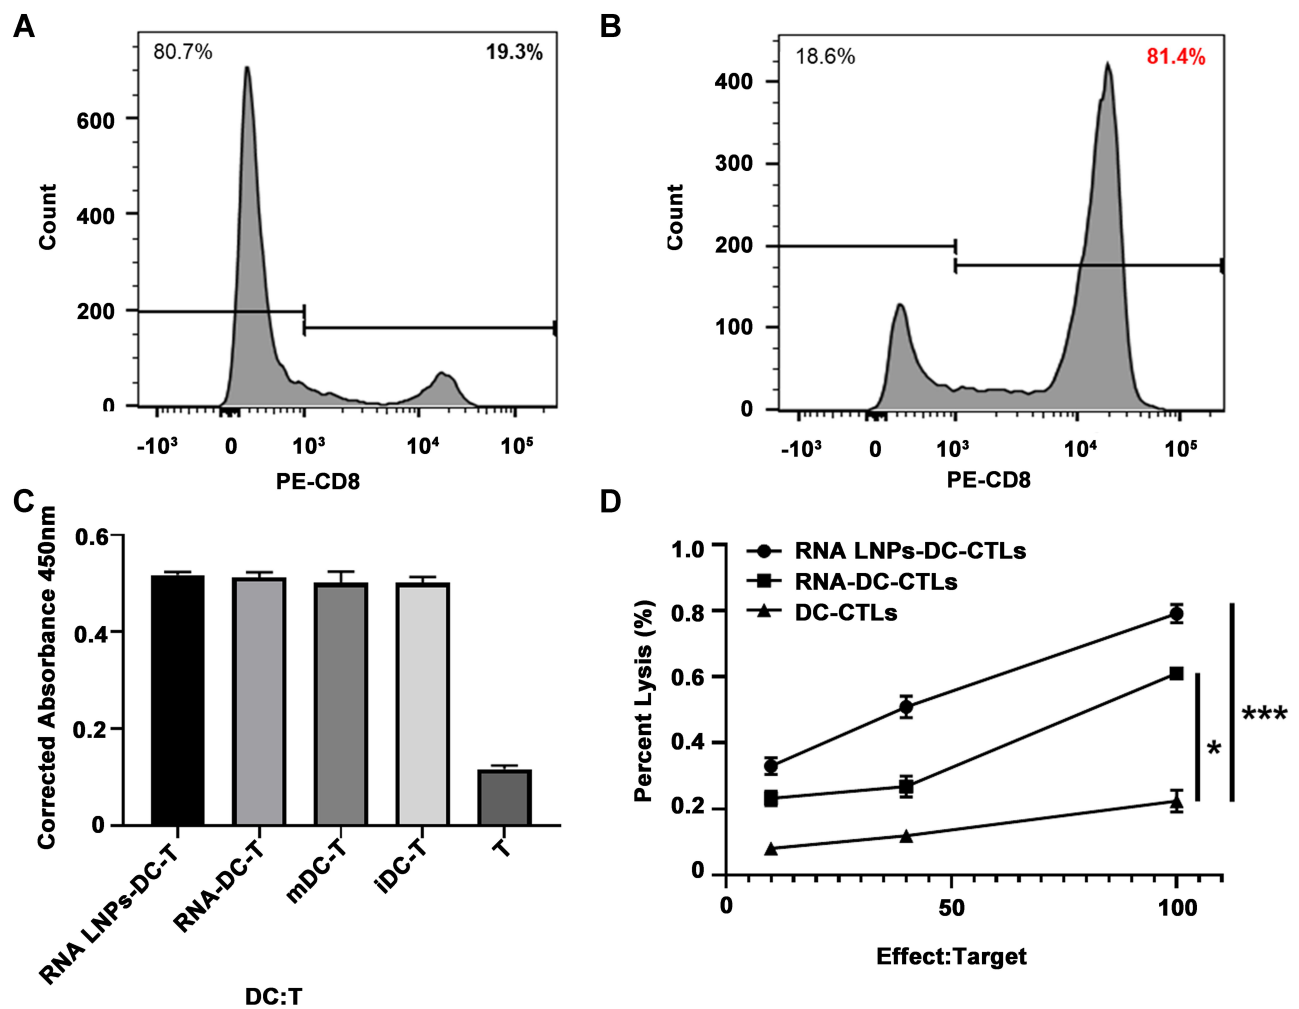 A
80.7%
19.3%
600
400
200
0
Count
-10³ 0 10³ 10⁴ 10⁵
PE-CD8
B
18.6%
81.4%
400
300
200
100
0
Count
-10³ 0 10³ 10⁴ 10⁵
PE-CD8
C
Corrected Absorbance 450nm
0.6
0.4
0.2
0
RNA LNPs-DC-T
RNA-DC-T
mDC-T
iDC-T
T
DC:T
D
Percent Lysis (%)
1.0
0.8
0.6
0.4
0.2
0
RNA LNPs-DC-CTLs
RNA-DC-CTLs
DC-CTLs
*
***
0 50 100
Effect:Target